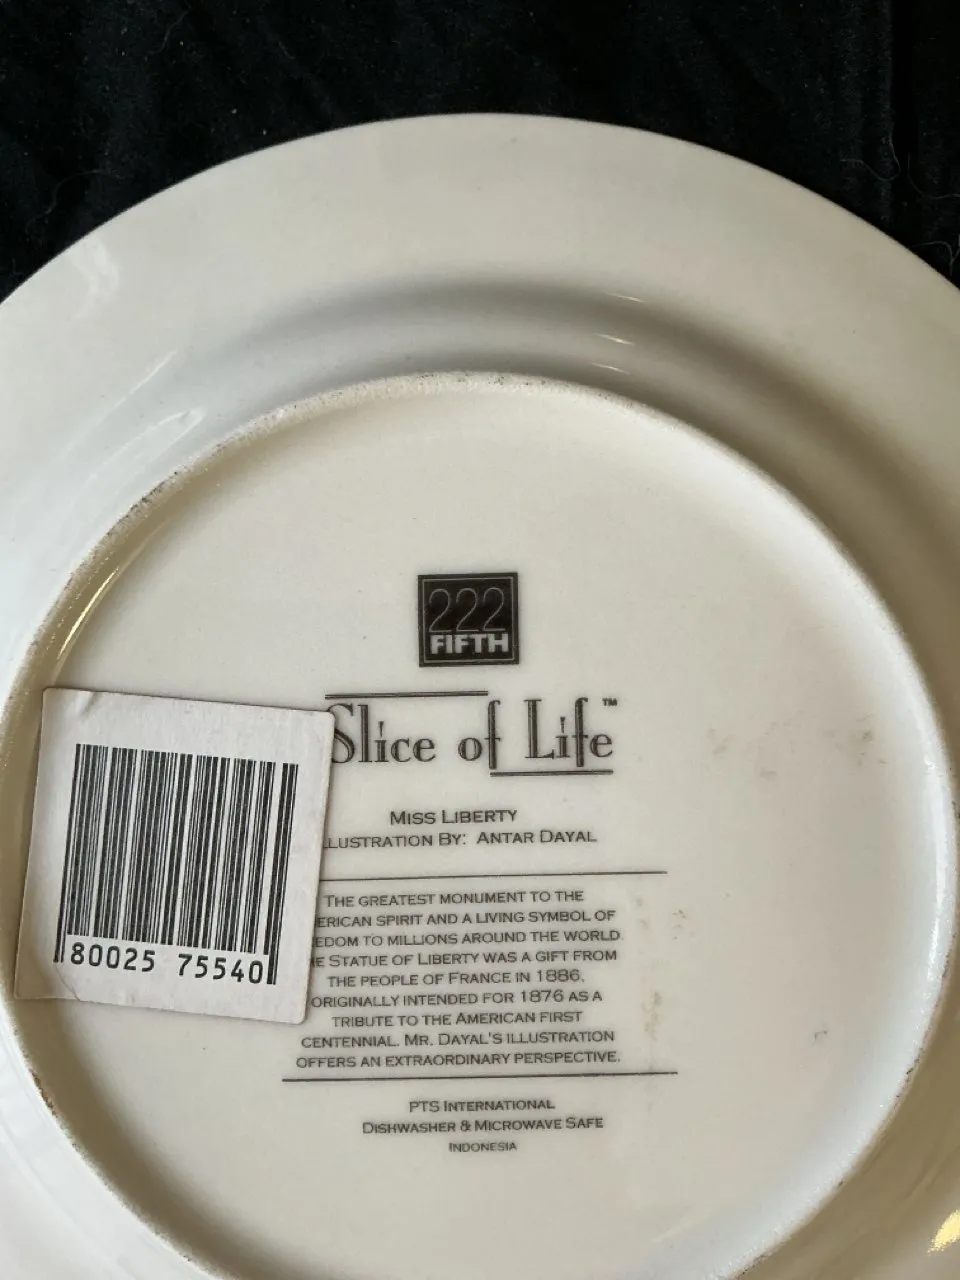 222
FIFTH
Slice of Life™
MISS LIBERTY
LLUSTRATION BY: ANTAR DAYAL
THE GREATEST MONUMENT TO THE
ERICAN SPIRIT AND A LIVING SYMBOL OF
EDOM TO MILLIONS AROUND THE WORLD.
E STATUE OF LIBERTY WAS A GIFT FROM
THE PEOPLE OF FRANCE IN 1886.
ORIGINALLY INTENDED FOR 1876 AS A
TRIBUTE TO THE AMERICAN FIRST
CENTENNIAL. MR. DAYAL'S ILLUSTRATION
OFFERS AN EXTRAORDINARY PERSPECTIVE.
PTS INTERNATIONAL
DISHWASHER & MICROWAVE SAFE
INDONESIA
80025 75540